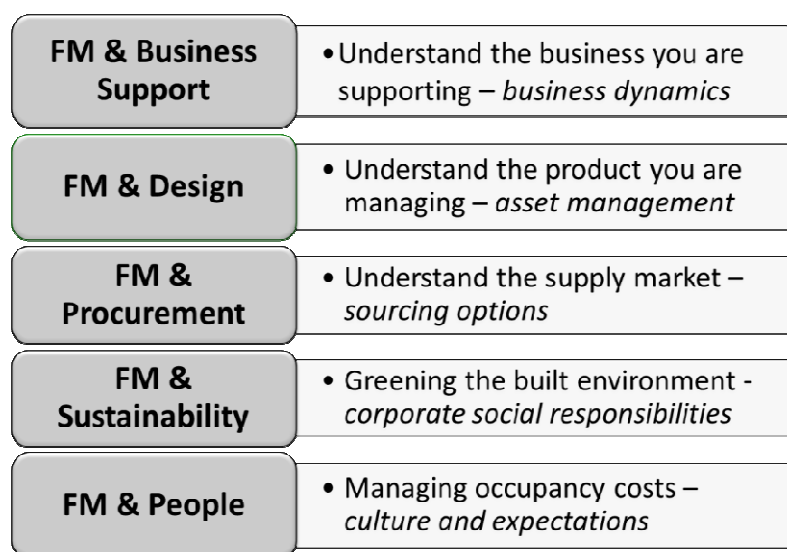 FM & Business
Support
•Understand the business you are
supporting – business dynamics
FM & Design
• Understand the product you are
managing – asset management
FM &
Procurement
• Understand the supply market –
sourcing options
FM &
Sustainability
• Greening the built environment -
corporate social responsibilities
FM & People
• Managing occupancy costs –
culture and expectations